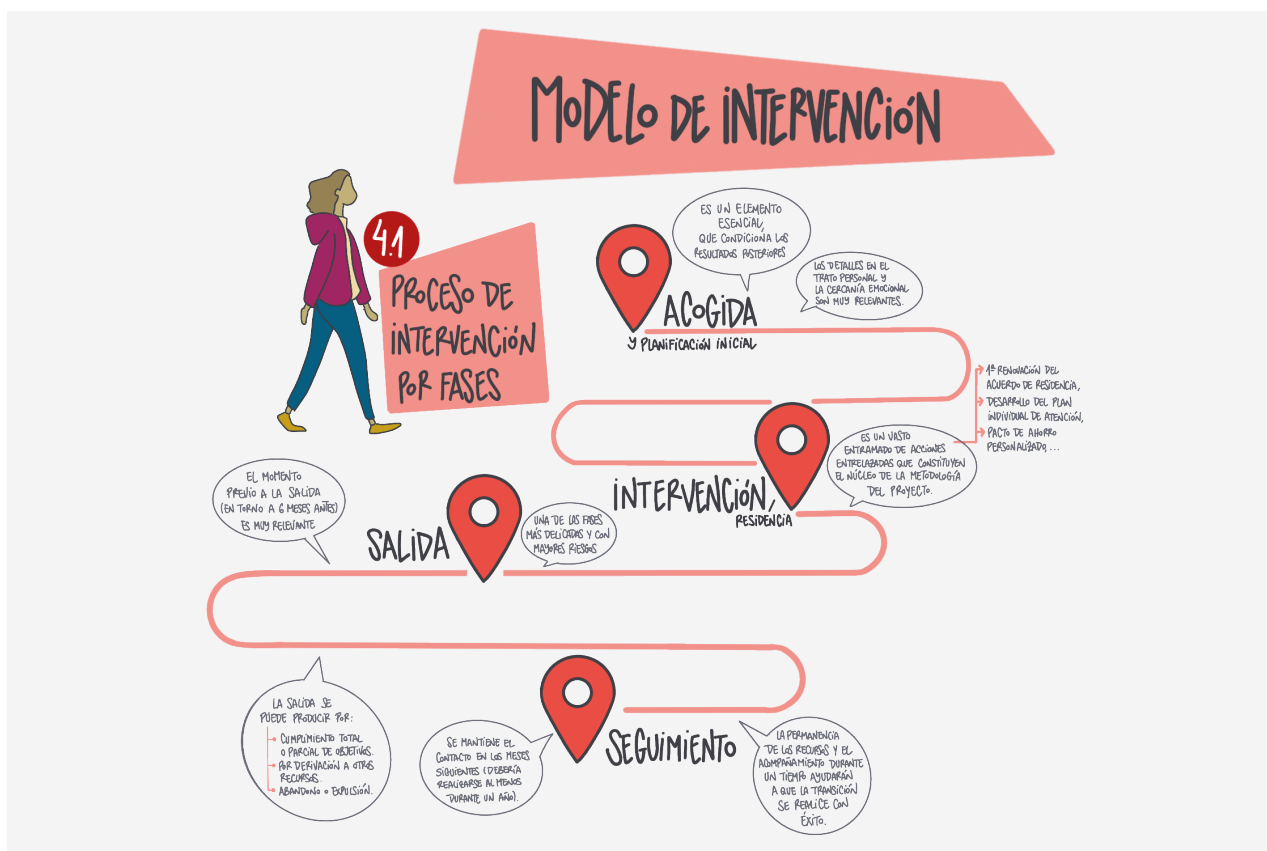 MODELO DE INTERVENCIÓN
4.1
PROCESO DE
INTERVENCIÓN
POR FASES
ES UN ELEMENTO
ESENCIAL,
QUE CONDICIONA LOS
RESULTADOS POSTERIORES
LOS DETALLES EN EL
TRATO PERSONAL Y
LA CERCANÍA EMOCIONAL
SON MUY RELEVANTES.
ACOGIDA
Y PLANIFICACIÓN INICIAL
1ª RENOVACIÓN DEL
ACUERDO DE RESIDENCIA,
DESARROLLO DEL PLAN
INDIVIDUAL DE ATENCIÓN,
PACTO DE AHORRO
PERSONALIZADO, ...
ES UN VASTO
ENTRAMADO DE ACCIONES
ENTRELAZADAS QUE CONSTITUYEN
EL NÚCLEO DE LA METODOLOGÍA
DEL PROYECTO.
INTERVENCIÓN,
RESIDENCIA
EL MOMENTO
PREVIO A LA SALIDA
(EN TORNO A 6 MESES ANTES)
ES MUY RELEVANTE
SALIDA
UNA DE LAS FASES
MÁS DELICADAS Y CON
MAYORES RIESGOS
LA SALIDA SE
PUEDE PRODUCIR POR:
CUMPLIMIENTO TOTAL
O PARCIAL DE OBJETIVOS.
POR DERIVACIÓN A OTROS
RECURSOS.
ABANDONO O EXPULSIÓN.
SE MANTIENE EL
CONTACTO EN LOS MESES
SIGUIENTES (DEBERÍA
REALIZARSE AL MENOS
DURANTE UN AÑO).
SEGUIMIENTO
LA PERMANENCIA
DE LOS RECURSOS Y EL
ACOMPAÑAMIENTO DURANTE
UN TIEMPO AYUDARÁN
A QUE LA TRANSICIÓN
SE REALICE CON
ÉXITO.